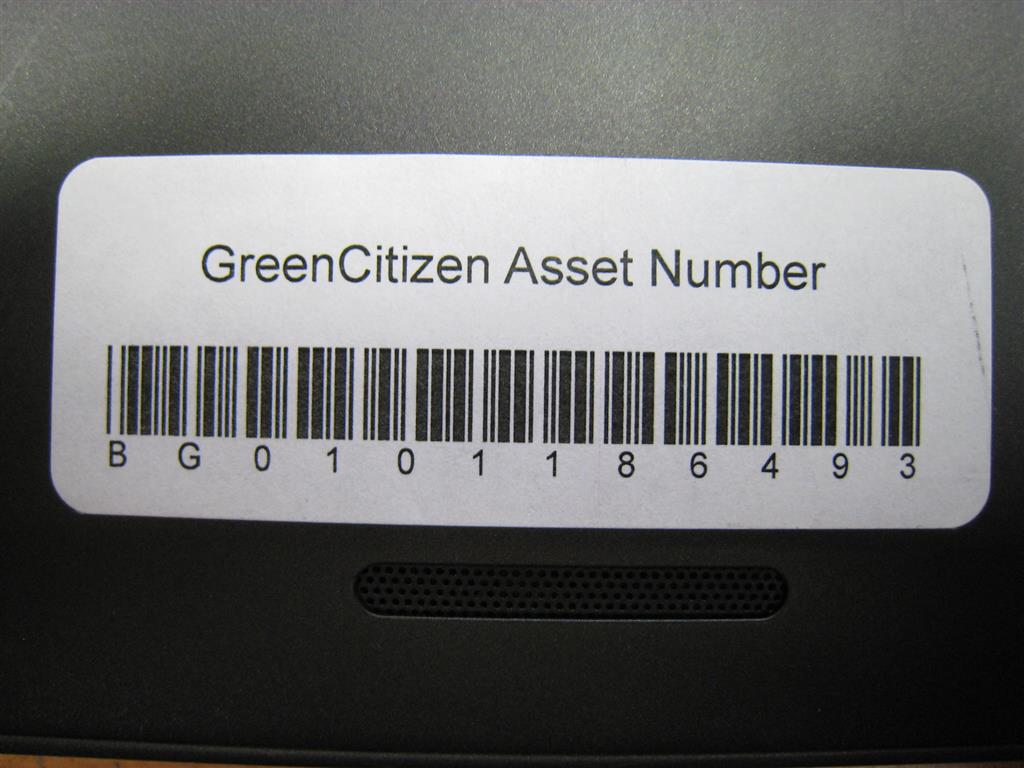 GreenCitizen Asset Number
B G 0 1 0 1 1 8 6 4 9 3